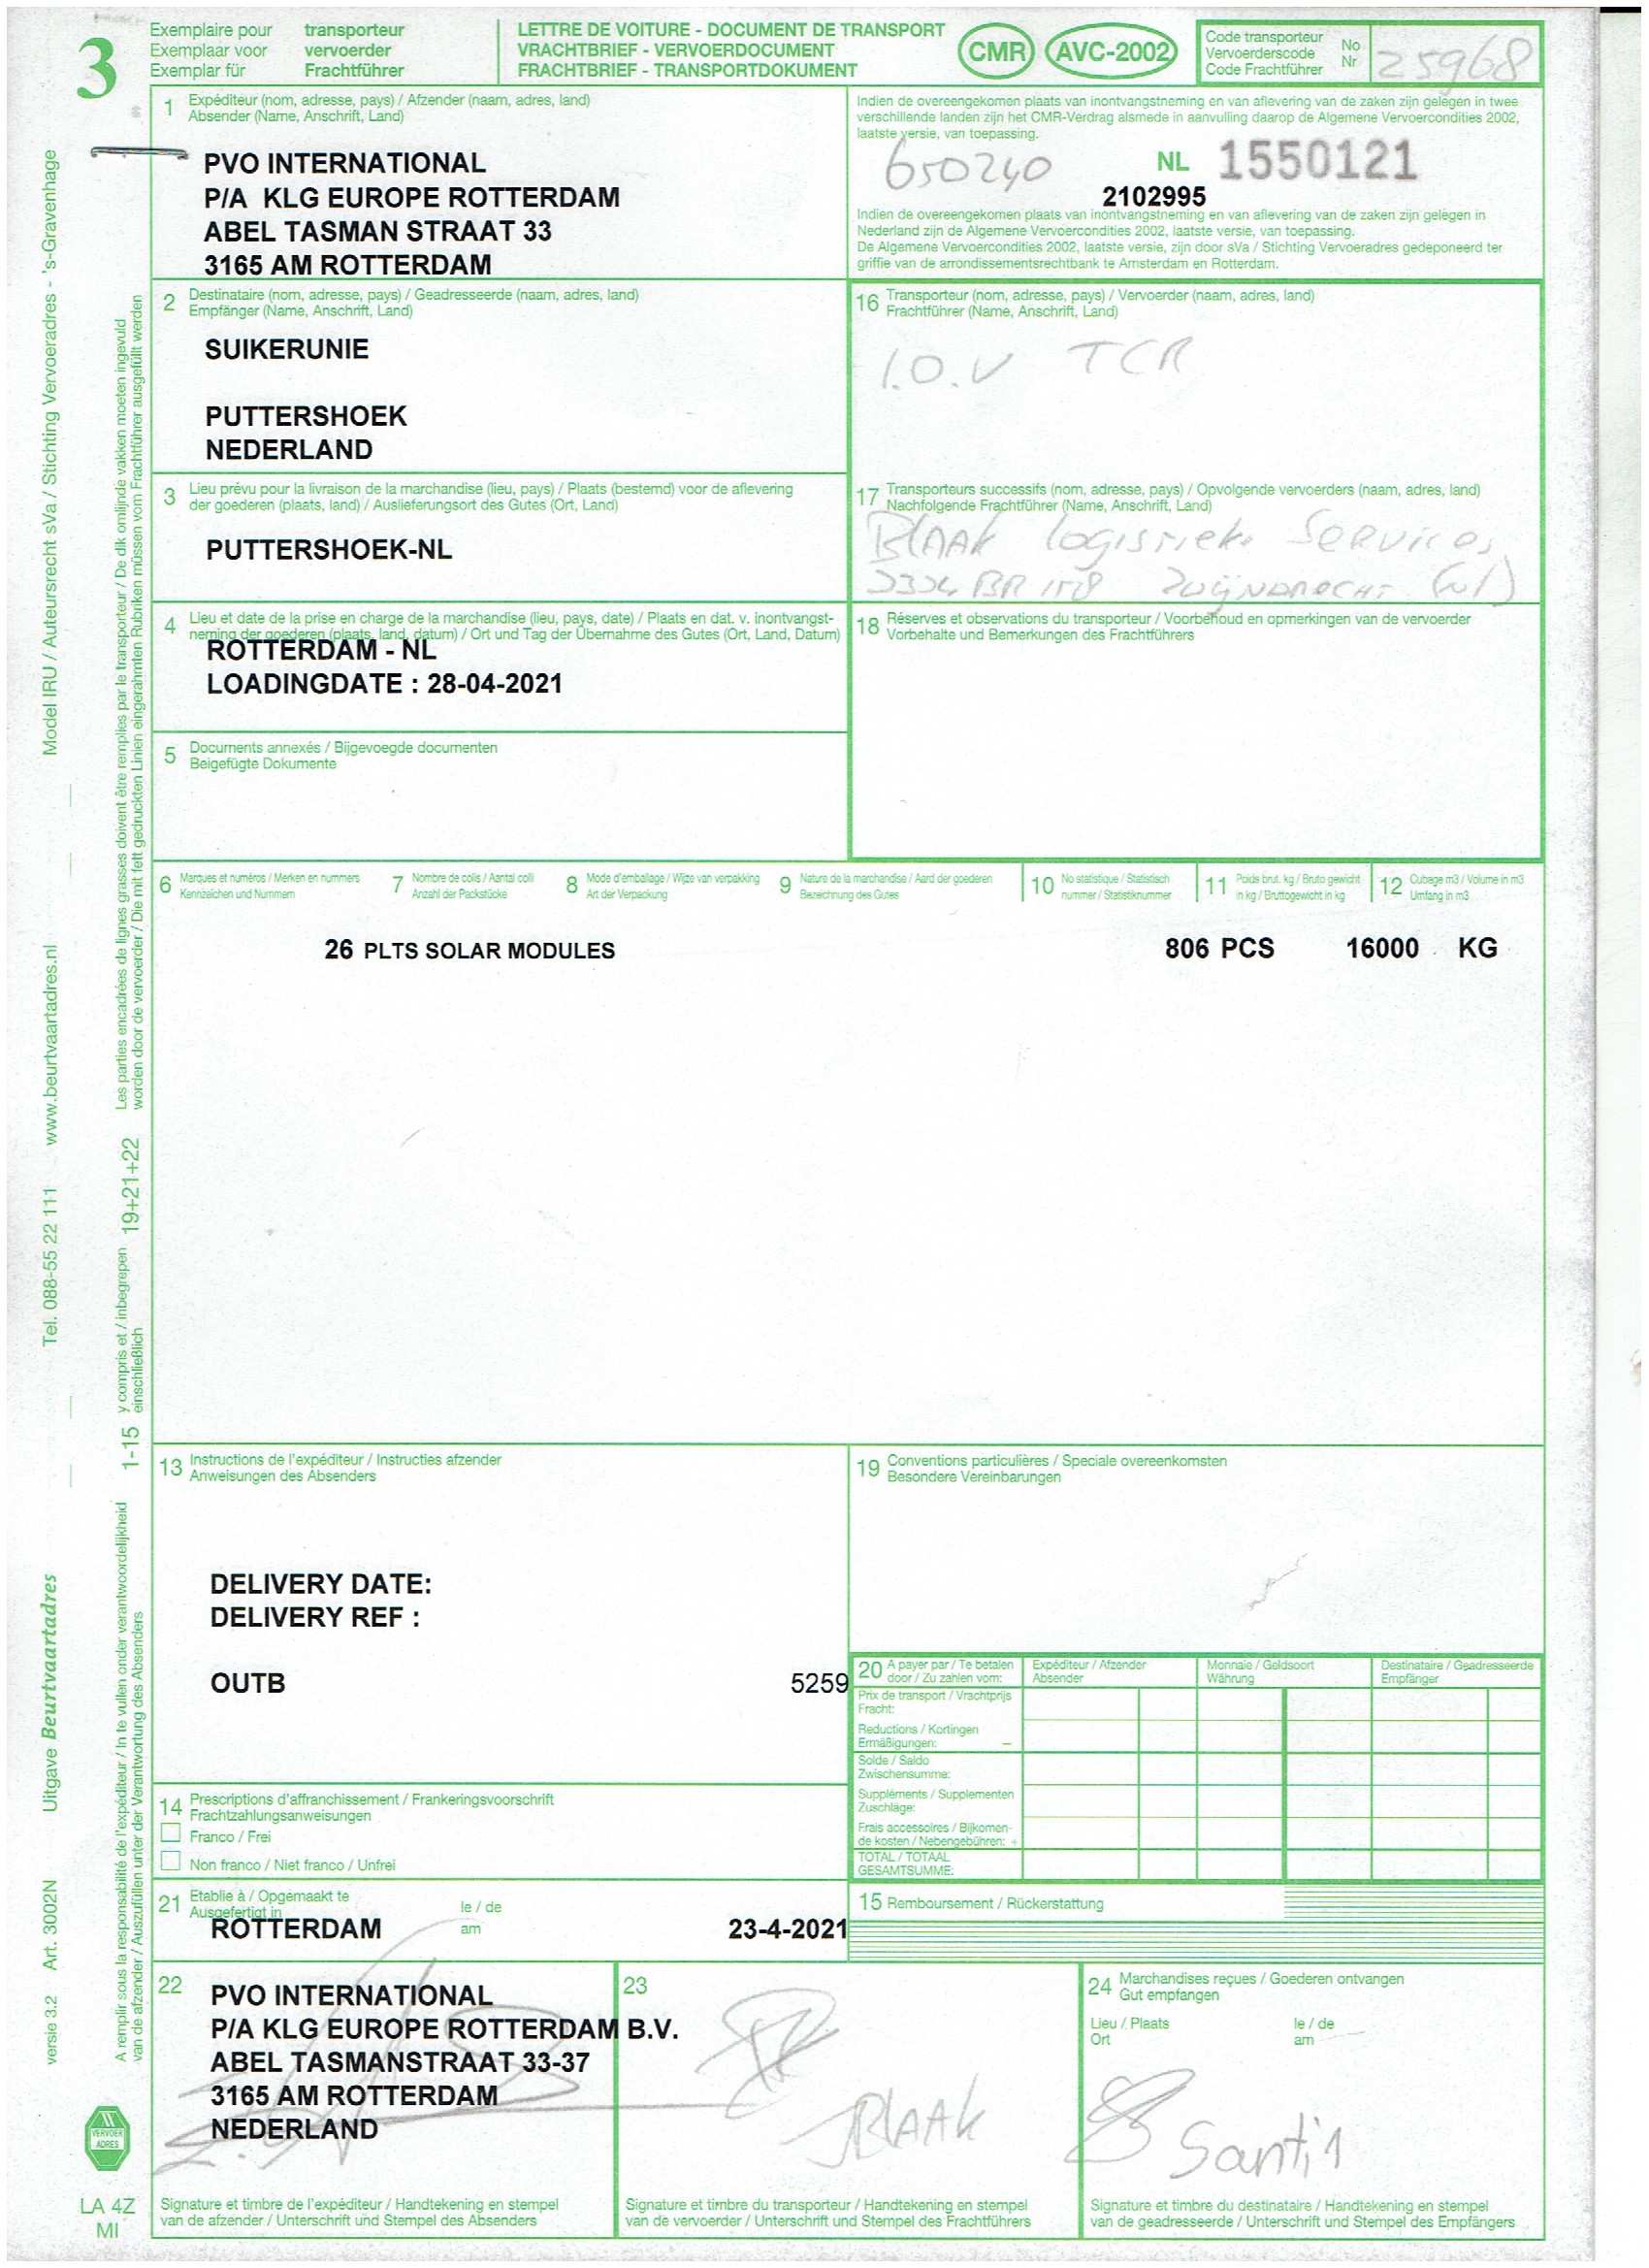 3
Exemplaire pour transporteur
Exemplaar voor vervoerder
Exemplar für Frachtführer
LETTRE DE VOITURE - DOCUMENT DE TRANSPORT
VRACHTBRIEF - VERVOERDOCUMENT
FRACHTBRIEF - TRANSPORTDOKUMENT
CMR AVC-2002
Code transporteur
Vervoerderscode
Code Frachtführer
No
Nr
25968
1 Expéditeur (nom, adresse, pays) / Afzender (naam, adres, land)
Absender (Name, Anschrift, Land)
PVO INTERNATIONAL
P/A KLG EUROPE ROTTERDAM
ABEL TASMAN STRAAT 33
3165 AM ROTTERDAM
Indien de overeengekomen plaats van inontvangstneming en van aflevering van de zaken zijn gelegen in twee
verschillende landen zijn het CMR-Verdrag alsmede in aanvulling daarop de Algemene Vervoercondities 2002,
laatste versie, van toepassing.
650240 NL 1550121
2102995
Indien de overeengekomen plaats van inontvangstneming en van aflevering van de zaken zijn gelegen in
Nederland zijn de Algemene Vervoercondities 2002, laatste versie, van toepassing.
De Algemene Vervoercondities 2002, laatste versie, zijn door sVa / Stichting Vervoeradres gedeponeerd ter
griffie van de arrondissementsrechtbank te Amsterdam en Rotterdam.
2 Destinataire (nom, adresse, pays) / Geadresseerde (naam, adres, land)
Empfänger (Name, Anschrift, Land)
SUIKERUNIE
PUTTERSHOEK
NEDERLAND
16 Transporteur (nom, adresse, pays) / Vervoerder (naam, adres, land)
Frachtführer (Name, Anschrift, Land)
I.O.V TCR
3 Lieu prévu pour la livraison de la marchandise (lieu, pays) / Plaats (bestemd) voor de aflevering
der goederen (plaats, land) / Auslieferungsort des Gutes (Ort, Land)
PUTTERSHOEK-NL
17 Transporteurs successifs (nom, adresse, pays) / Opvolgende vervoerders (naam, adres, land)
Nachfolgende Frachtführer (Name, Anschrift, Land)
BLAAK Logistieke Services
BR 158
4 Lieu et date de la prise en charge de la marchandise (lieu, pays, date) / Plaats en dat. v. inontvangst-
neming der goederen (plaats, land, datum) / Ort und Tag der Übernahme des Gutes (Ort, Land, Datum)
ROTTERDAM - NL
LOADINGDATE : 28-04-2021
18 Réserves et observations du transporteur / Voorbehoud en opmerkingen van de vervoerder
Vorbehalte und Bemerkungen des Frachtführers
5 Documents annexés / Bijgevoegde documenten
Beigefügte Dokumente
6 Marques et numéros / Merken en nummers
Kennzeichen und Nummern
7 Nombre de colis / Aantal colli
Anzahl der Packstücke
8 Mode d'emballage / Wijze van verpakking
Art der Verpackung
9 Nature de la marchandise / Aard der goederen
Bezeichnung des Gutes
10 No statistique / Statistisch
nummer / Statistiknummer
11 Poids brut. kg / Bruto gewicht
in kg / Bruttogewicht in kg
12 Cubage m3 / Volume in m3
Umfang in m3
26 PLTS SOLAR MODULES 806 PCS 16000 KG
13 Instructions de l'expéditeur / Instructies afzender
Anweisungen des Absenders
DELIVERY DATE:
DELIVERY REF :
OUTB 5259
19 Conventions particulières / Speciale overeenkomsten
Besondere Vereinbarungen
20 A payer par / Te betalen
door / Zu zahlen vom:
Expéditeur / Afzender
Absender
Monnaie / Geldsoort
Währung
Destinataire / Geadresseerde
Empfänger
Prix de transport / Vrachtprijs
Fracht:
Reductions / Kortingen
Ermäßigungen: –
Solde / Saldo
Zwischensumme:
Suppléments / Supplementen
Zuschläge:
Frais accessoires / Bijkomen-
de kosten / Nebengebühren: +
TOTAL / TOTAAL
GESAMTSUMME:
14 Prescriptions d'affranchissement / Frankeringsvoorschrift
Frachtzahlungsanweisungen
Franco / Frei
Non franco / Niet franco / Unfrei
21 Etablie à / Opgemaakt te
Ausgefertigt in
le / de
am
ROTTERDAM 23-4-2021
15 Remboursement / Rückerstattung
22
PVO INTERNATIONAL
P/A KLG EUROPE ROTTERDAM B.V.
ABEL TASMANSTRAAT 33-37
3165 AM ROTTERDAM
NEDERLAND
Signature et timbre de l'expéditeur / Handtekening en stempel
van de afzender / Unterschrift und Stempel des Absenders
23
JBLAAK
Signature et timbre du transporteur / Handtekening en stempel
van de vervoerder / Unterschrift und Stempel des Frachtführers
24 Marchandises reçues / Goederen ontvangen
Gut empfangen
Lieu / Plaats
Ort
le / de
am
Signature et timbre du destinataire / Handtekening en stempel
van de geadresseerde / Unterschrift und Stempel des Empfängers
Model IRU / Auteursrecht sVa / Stichting Vervoeradres - 's-Gravenhage
www.beurtvaartadres.nl
Tel. 088-55 22 111
Uitgave Beurtvaartadres
Art. 3002N
versie 3.2
Les parties encadrées de lignes grasses doivent être remplies par le transporteur / De dik omlijnde vakken moeten ingevuld
worden door de vervoerder / Die mit fett gedruckten Linien eingerahmten Rubriken müssen vom Frachtführer ausgefüllt werden
19+21+22
y compris et / inbegrepen
einschließlich
1-15
A remplir sous la responsabilité de l'expéditeur / In te vullen onder verantwoordelijkheid
van de afzender / Auszufüllen unter der Verantwortung des Absenders
VERVOER
ADRES
LA 4Z
MI